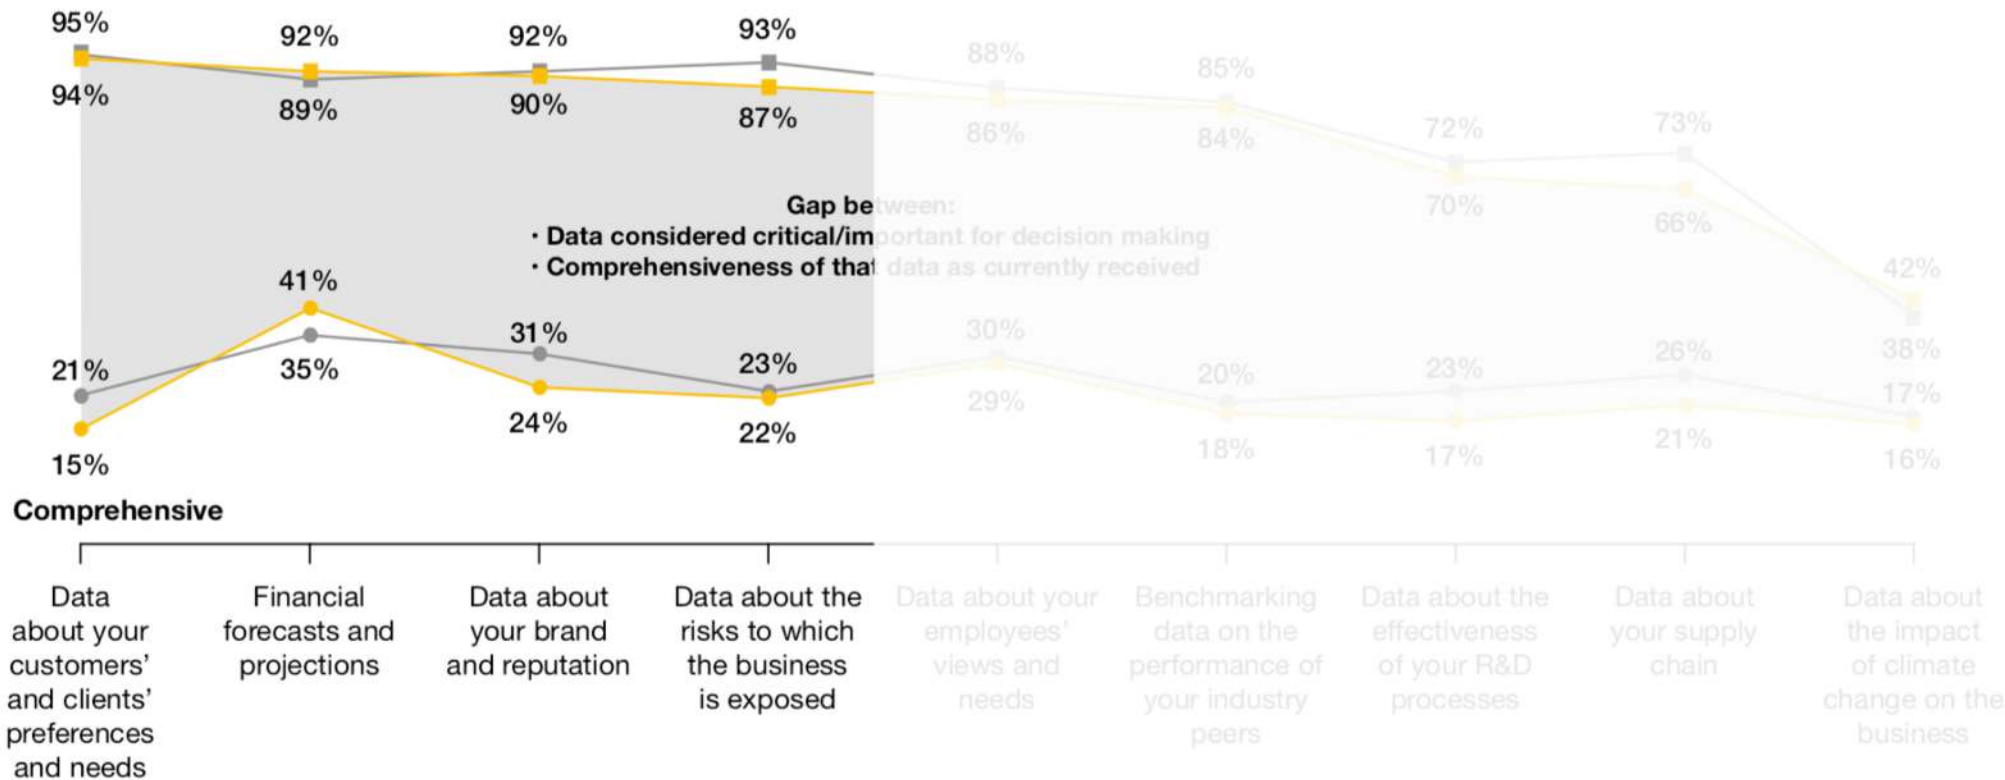 95%
92%
92%
93%
88%
85%
72%
73%
42%
94%
89%
90%
87%
86%
84%
70%
66%
38%
Gap between:
· Data considered critical/important for decision making
· Comprehensiveness of that data as currently received
21%
41%
31%
23%
30%
20%
23%
26%
17%
15%
35%
24%
22%
29%
18%
17%
21%
16%
Comprehensive
Data
about your
customers’
and clients’
preferences
and needs
Financial
forecasts and
projections
Data about
your brand
and reputation
Data about the
risks to which
the business
is exposed
Data about your
employees’
views and
needs
Benchmarking
data on the
performance of
your industry
peers
Data about the
effectiveness
of your R&D
processes
Data about
your supply
chain
Data about
the impact
of climate
change on the
business